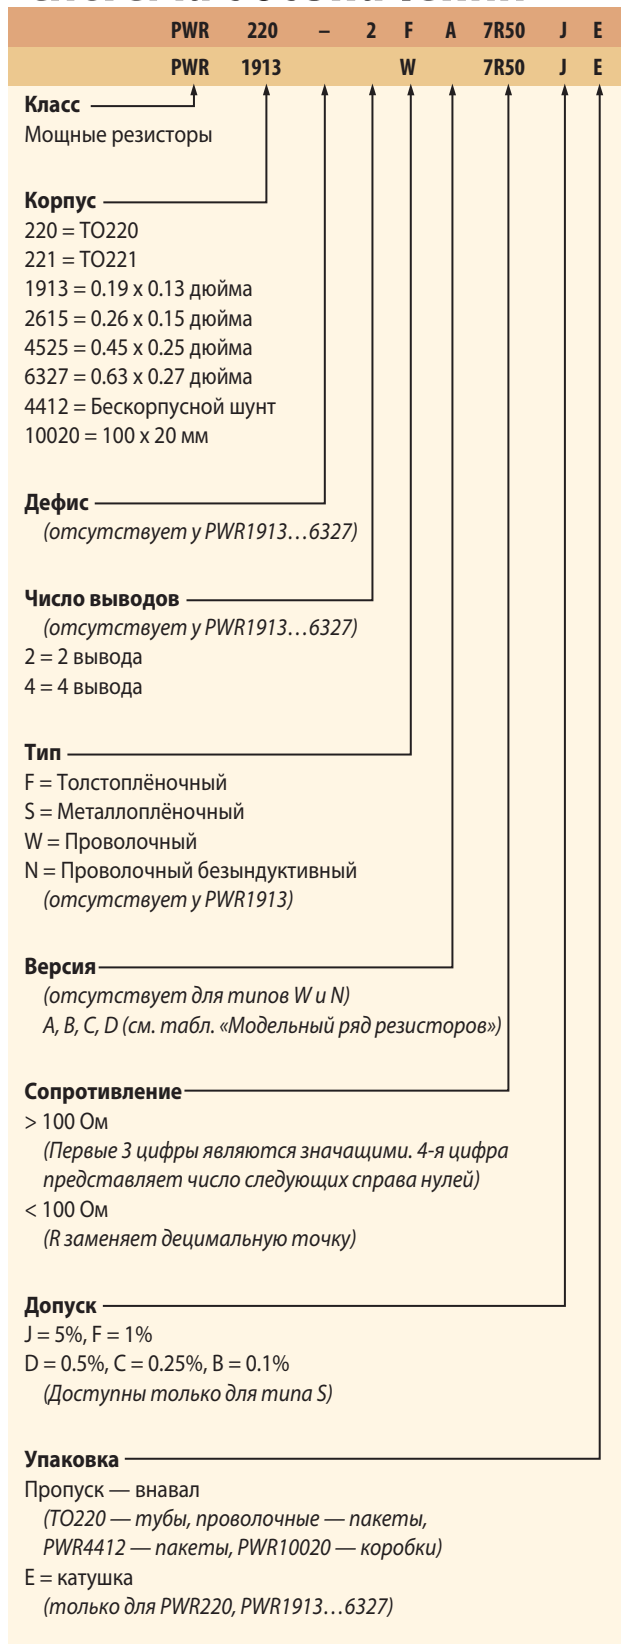 PWR 220 – 2 F A 7R50 J E
PWR 1913 W 7R50 J E
Класс
Мощные резисторы
Корпус
220 = TO220
221 = TO221
1913 = 0.19 x 0.13 дюйма
2615 = 0.26 x 0.15 дюйма
4525 = 0.45 x 0.25 дюйма
6327 = 0.63 x 0.27 дюйма
4412 = Бескорпусной шунт
10020 = 100 x 20 мм
Дефис
(отсутствует у PWR1913…6327)
Число выводов
(отсутствует у PWR1913…6327)
2 = 2 вывода
4 = 4 вывода
Тип
F = Толстоплёночный
S = Металлоплёночный
W = Проволочный
N = Проволочный безындуктивный
(отсутствует у PWR1913)
Версия
(отсутствует для типов W и N)
A, B, C, D (см. табл. «Модельный ряд резисторов»)
Сопротивление
> 100 Ом
(Первые 3 цифры являются значащими. 4-я цифра
представляет число следующих справа нулей)
< 100 Ом
(R заменяет децимальную точку)
Допуск
J = 5%, F = 1%
D = 0.5%, C = 0.25%, B = 0.1%
(Доступны только для типа S)
Упаковка
Пропуск — внавал
(TO220 — тубы, проволочные — пакеты,
PWR4412 — пакеты, PWR10020 — коробки)
E = катушка
(только для PWR220, PWR1913…6327)